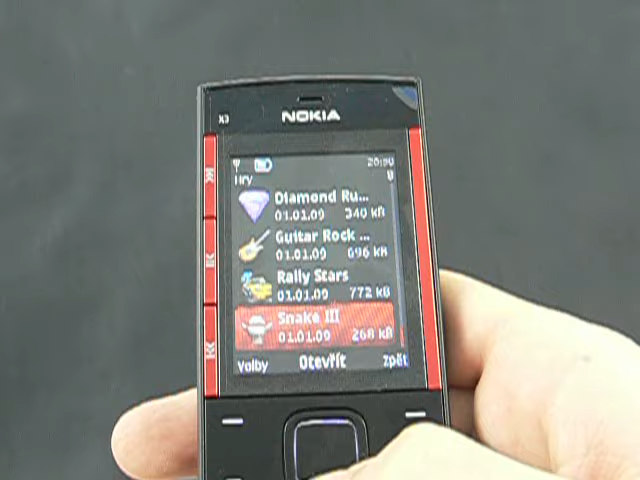 X3
NOKIA
20:50
Hry
Diamond Ru...
01.01.09 340 kB
Guitar Rock ...
01.01.09 696 kB
Rally Stars
01.01.09 772 kB
Snake III
01.01.09 268 kB
Volby Otevřít Zpět